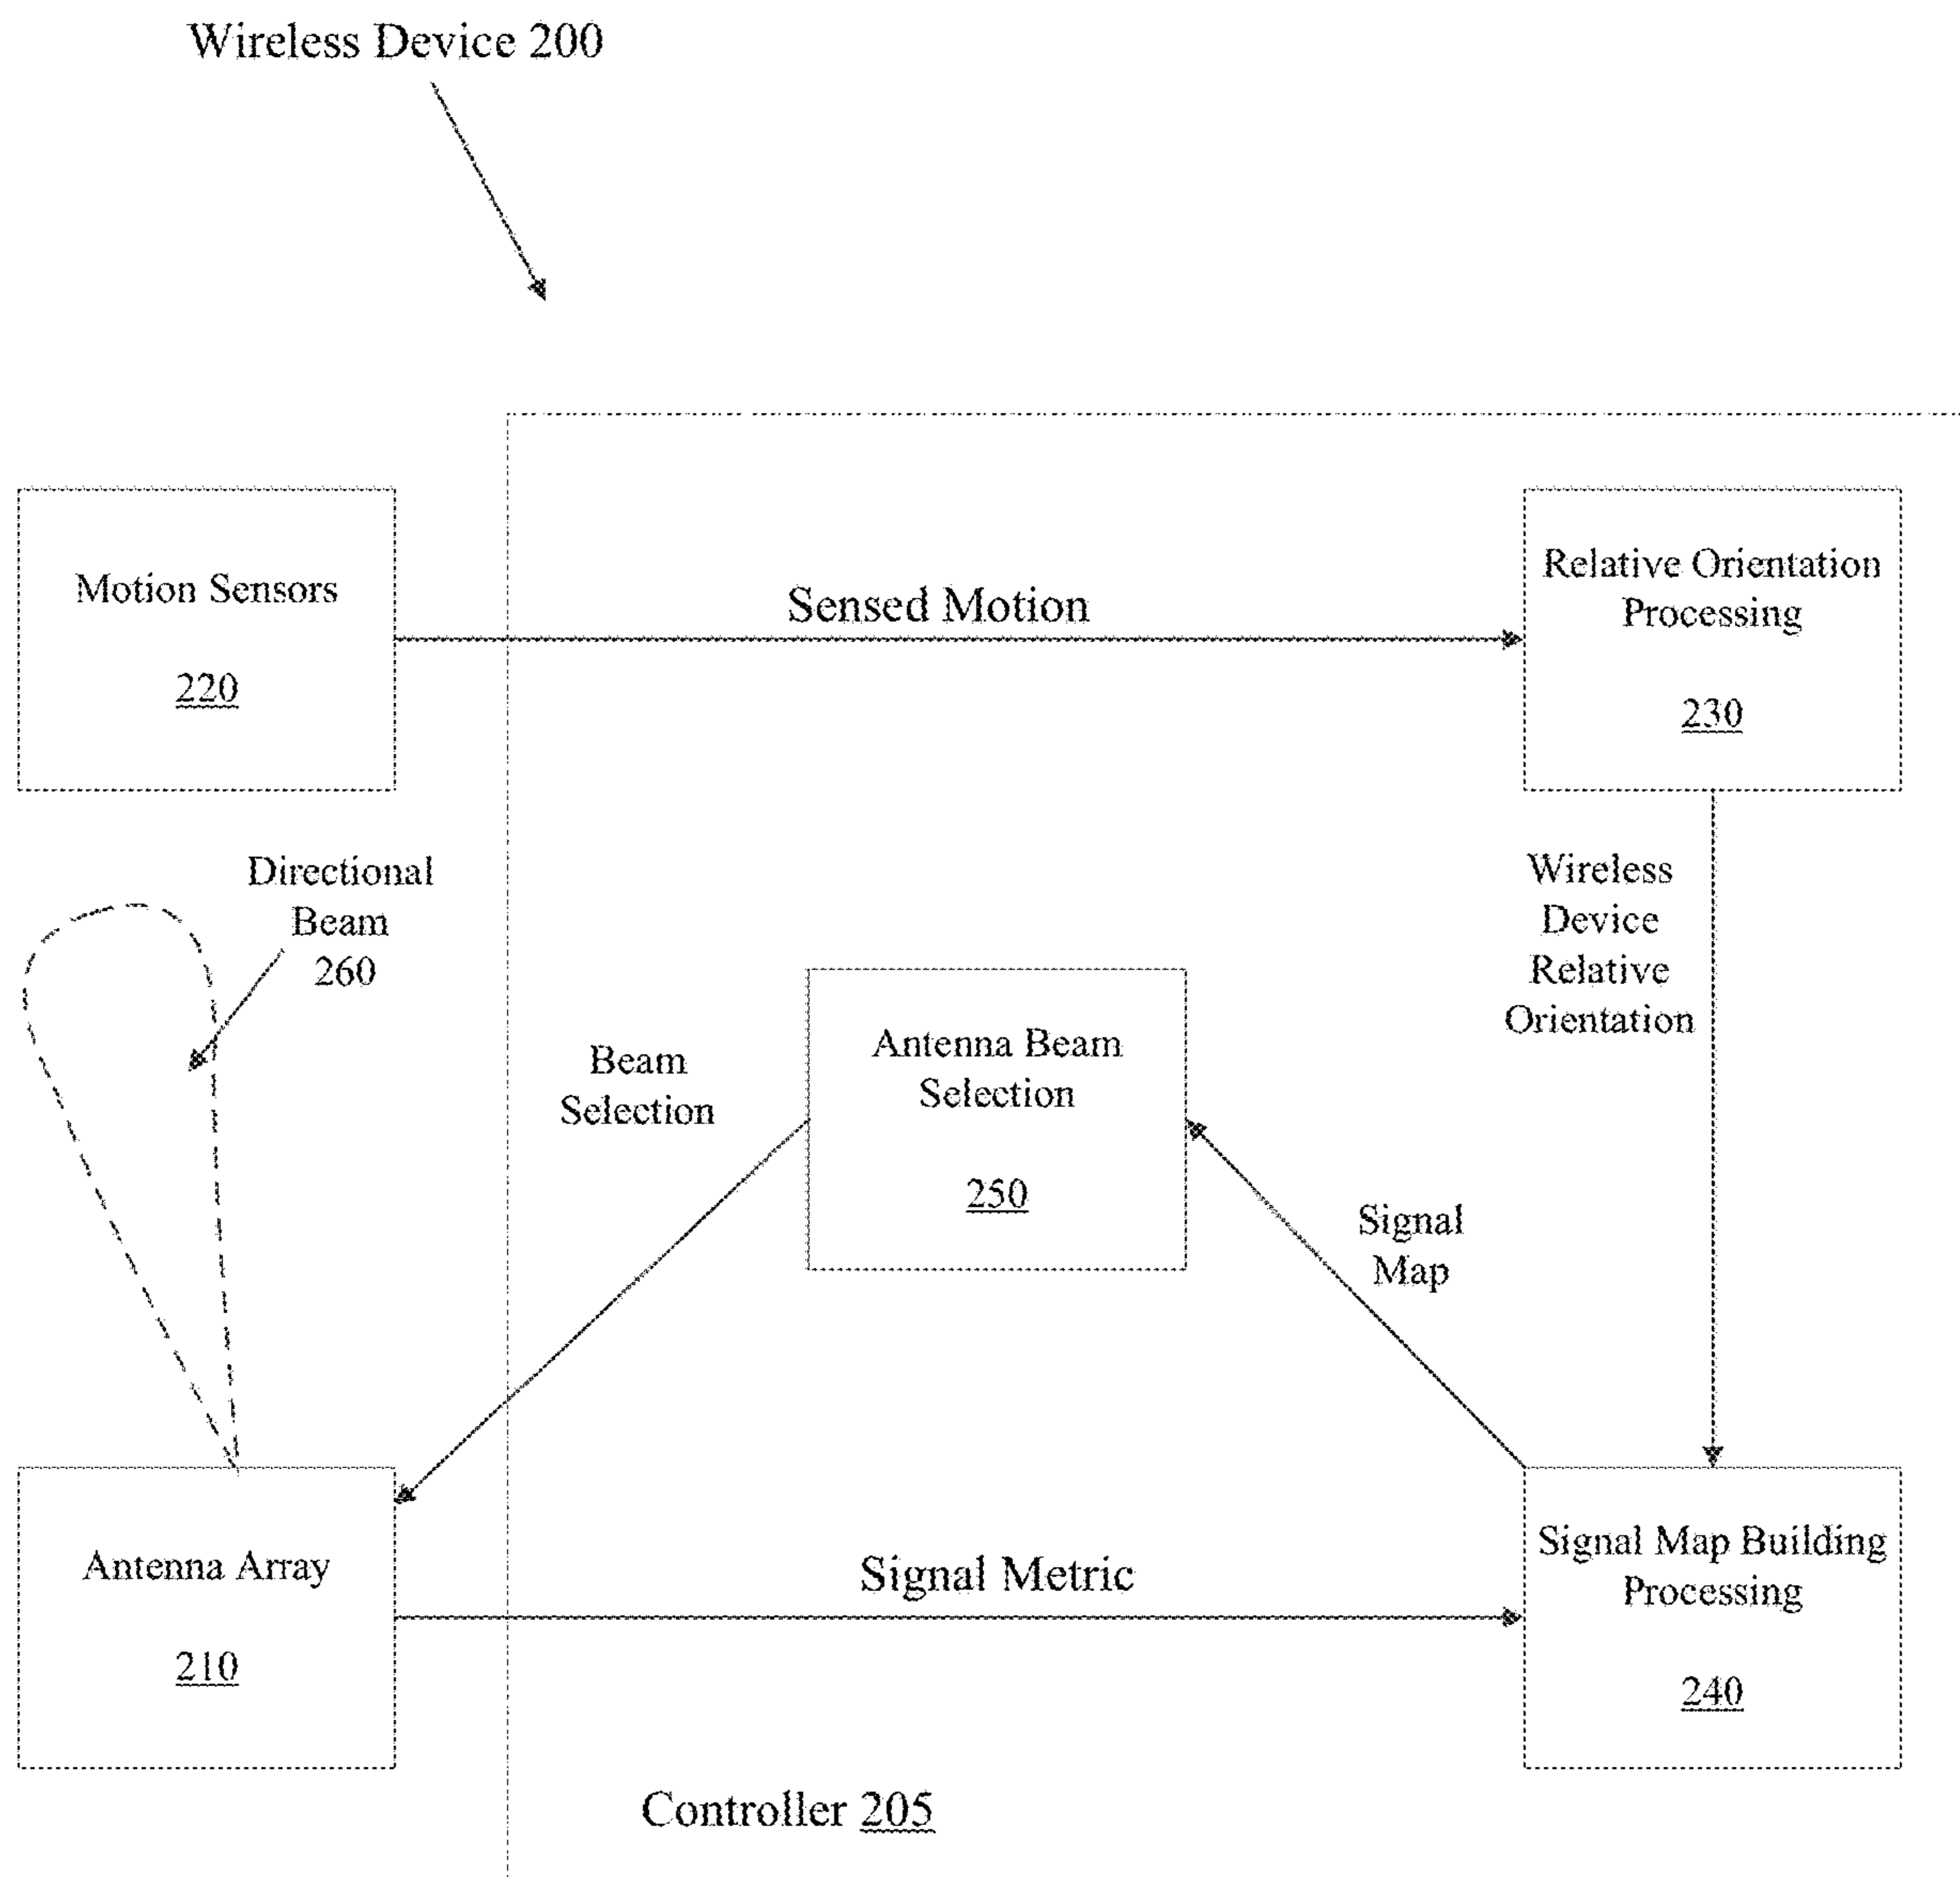 Wireless Device 200
Motion Sensors
220
Sensed Motion
Relative Orientation
Processing
230
Directional
Beam
260
Wireless
Device
Relative
Orientation
Beam
Selection
Antenna Beam
Selection
250
Signal
Map
Antenna Array
210
Signal Metric
Signal Map Building
Processing
240
Controller 205